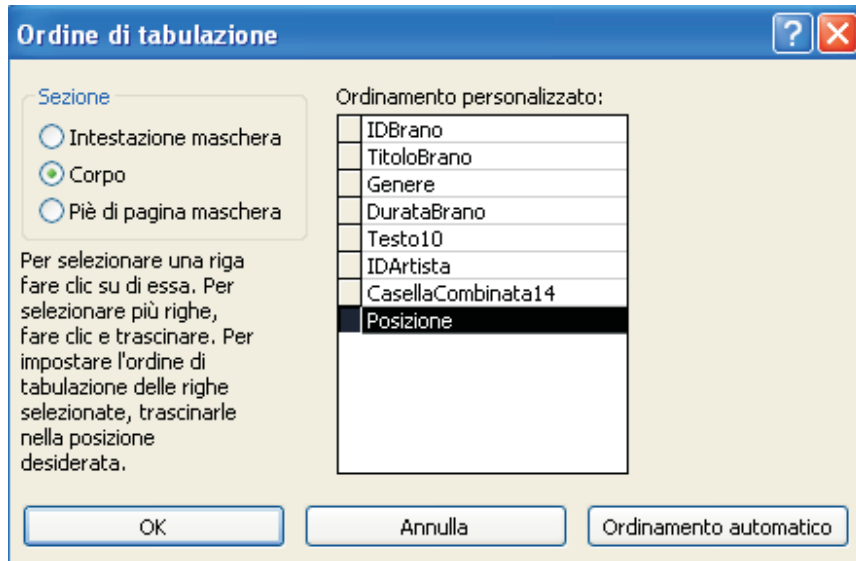 Ordine di tabulazione
Sezione
Intestazione maschera
Corpo
Piè di pagina maschera
Per selezionare una riga
fare clic su di essa. Per
selezionare più righe,
fare clic e trascinare. Per
impostare l'ordine di
tabulazione delle righe
selezionate, trascinarle
nella posizione
desiderata.
Ordinamento personalizzato:
IDBrano
TitoloBrano
Genere
DurataBrano
Testo10
IDArtista
CasellaCombinata14
Posizione
OK
Annulla
Ordinamento automatico